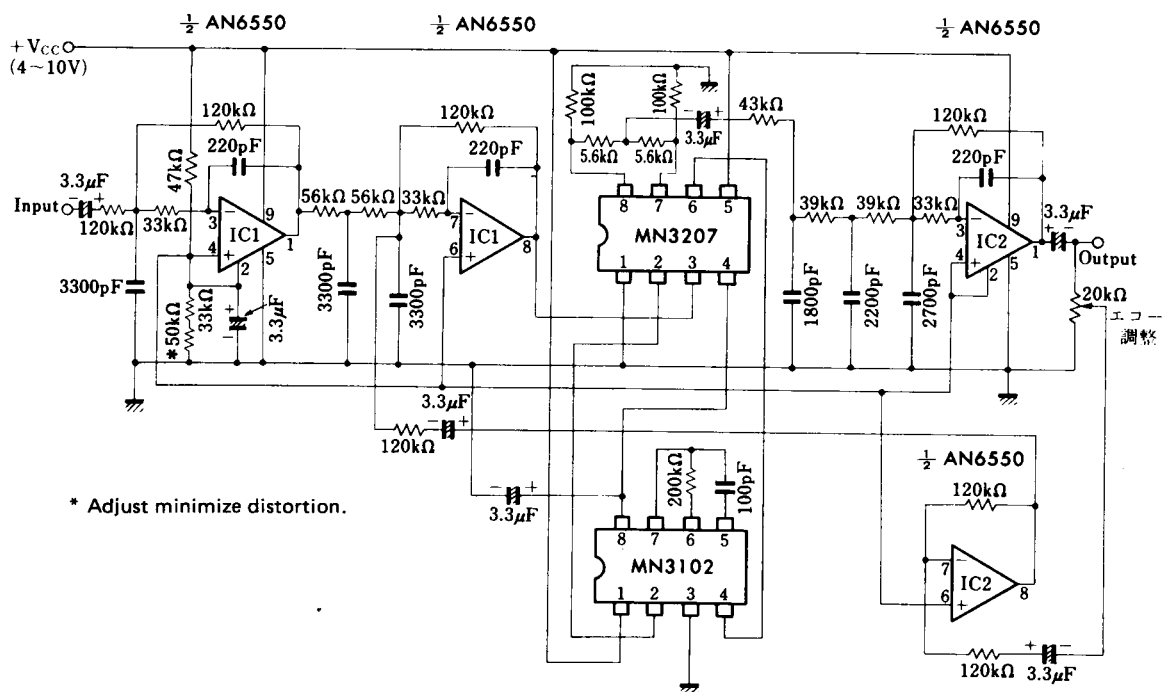 ½ AN6550
½ AN6550
½ AN6550
+VCC
(4~10V)
120kΩ
220pF
47kΩ
3.3μF
Input
120kΩ
33kΩ
3
4
IC1
9
1
5
2
3300pF
33kΩ
*50kΩ
3.3μF
56kΩ
56kΩ
33kΩ
120kΩ
220pF
7
6
IC1
8
3300pF
3300pF
100kΩ
100kΩ
5.6kΩ
5.6kΩ
3.3μF
43kΩ
8 7 6 5
MN3207
1 2 3 4
39kΩ
39kΩ
33kΩ
120kΩ
220pF
3
4
IC2
9
1
5
2
3.3μF
Output
1800pF
2200pF
2700pF
20kΩ
エコー
調整
120kΩ
3.3μF
3.3μF
200kΩ
100pF
8 7 6 5
MN3102
1 2 3 4
½ AN6550
120kΩ
7
6
IC2
8
120kΩ
3.3μF
* Adjust minimize distortion.